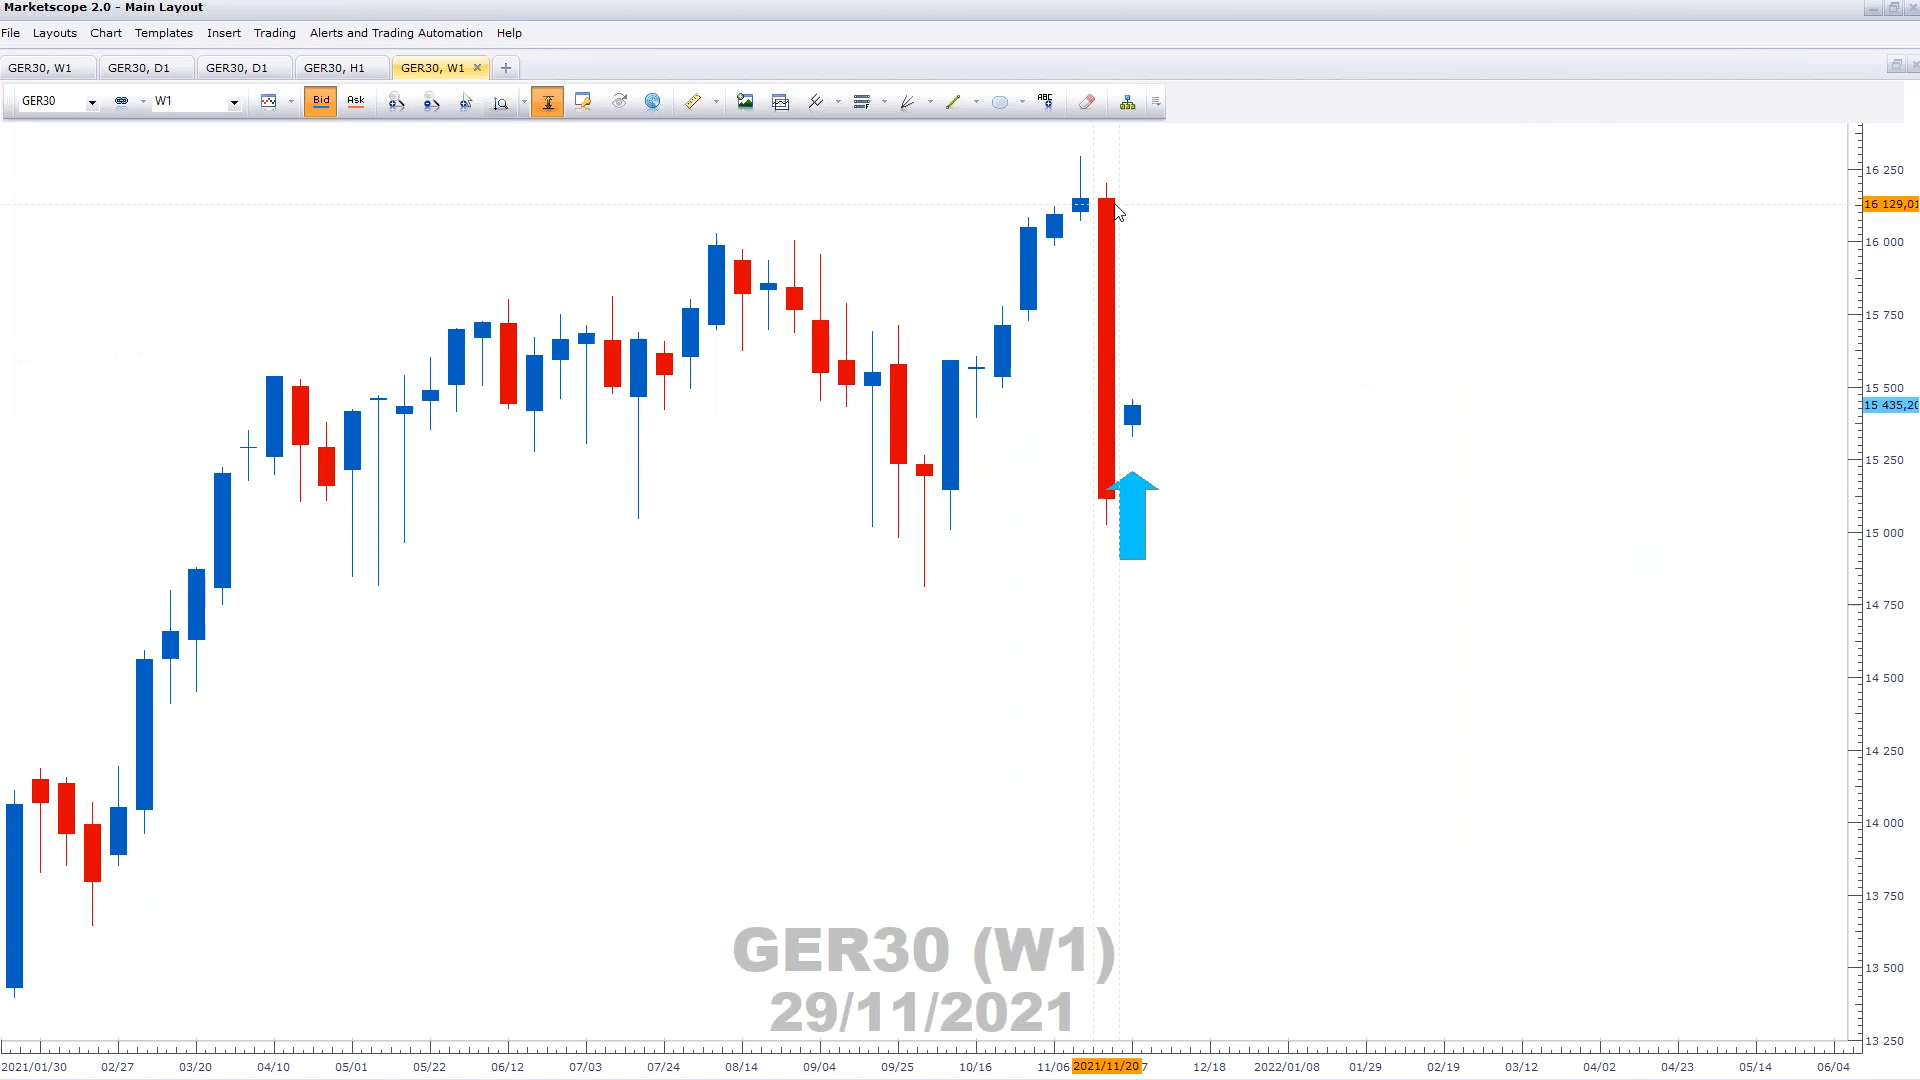 Marketscope 2.0 - Main Layout
File Layouts Chart Templates Insert Trading Alerts and Trading Automation Help
GER30, W1 GER30, D1 GER30, D1 GER30, H1 GER30, W1
GER30 W1 Bid Ask ABC
16 250
16 129,01
16 000
15 750
15 500
15 435,20
15 250
15 000
14 750
14 500
14 250
14 000
13 750
13 500
13 250
GER30 (W1)
29/11/2021
2021/01/30 02/27 03/20 04/10 05/01 05/22 06/12 07/03 07/24 08/14 09/04 09/25 10/16 11/06 2021/11/20 7 12/18 2022/01/08 01/29 02/19 03/12 04/02 04/23 05/14 06/04